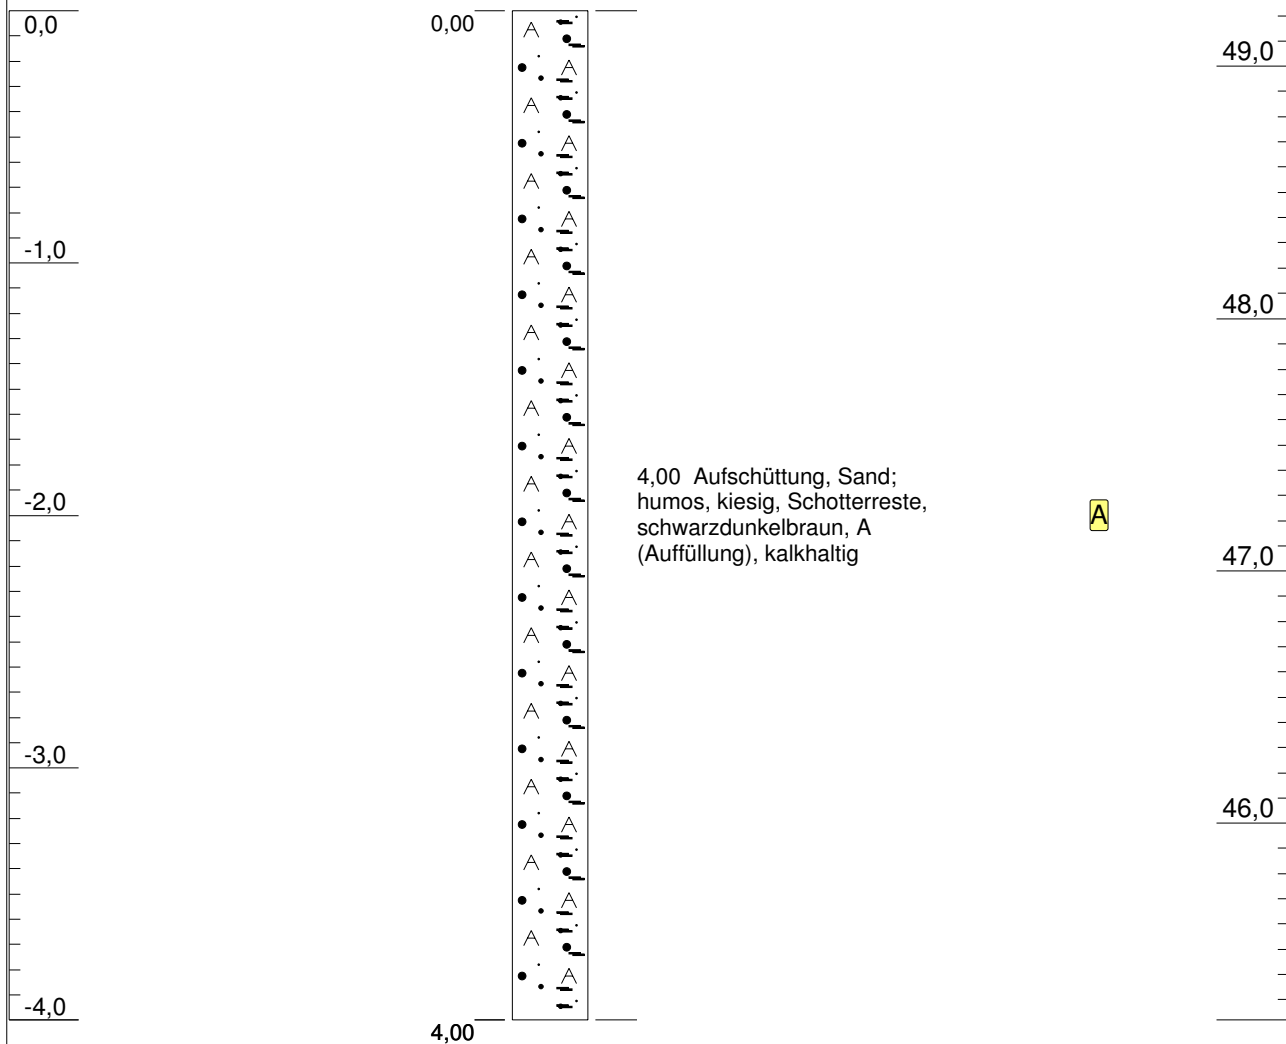 0,0
-1,0
-2,0
-3,0
-4,0
0,00
4,00
4,00 Aufschüttung, Sand;
humos, kiesig, Schotterreste,
schwarzdunkelbraun, A
(Auffüllung), kalkhaltig
A
49,0
48,0
47,0
46,0